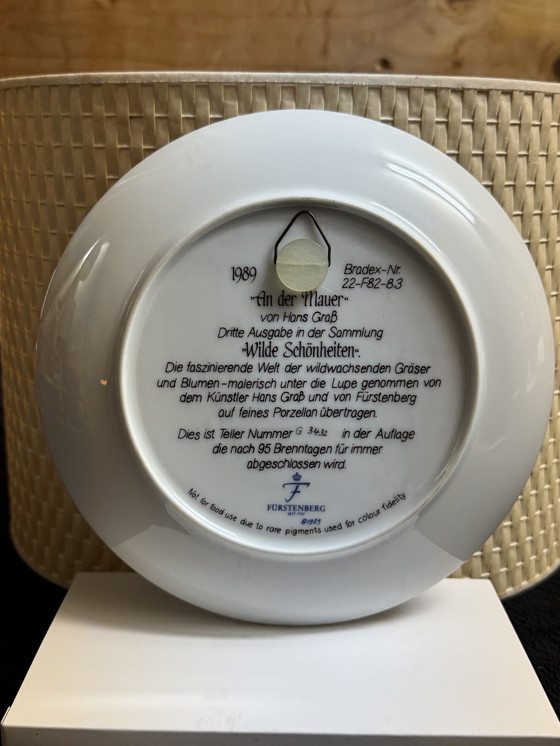 1989
Bradex-Nr.
22-F82-8.3
"An der Mauer"
von Hans Graß
Dritte Ausgabe in der Sammlung
"Wilde Schönheiten".
Die faszinierende Welt der wildwachsenden Gräser
und Blumen-malerisch unter die Lupe genommen von
dem Künstler Hans Graß und von Fürstenberg
auf feines Porzellan übertragen.
Dies ist Teller Nummer G 3432 in der Auflage
die nach 95 Brenntagen für immer
abgeschlossen wird.
F
FÜRSTENBERG
SEIT 1747
©1989
Not for food use due to rare pigments used for colour fidelity